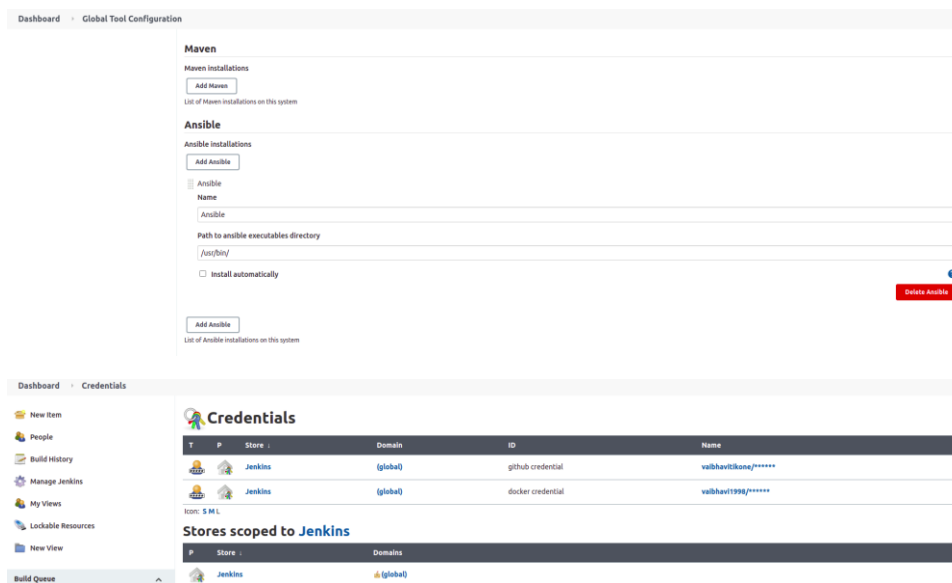 Dashboard > Global Tool Configuration
Maven
Maven installations
Add Maven
List of Maven installations on this system
Ansible
Ansible installations
Add Ansible
Ansible
Name
Ansible
Path to ansible executables directory
/usr/bin/
Install automatically
Delete Ansible
Add Ansible
List of Ansible installations on this system
Dashboard > Credentials
New Item
People
Build History
Manage Jenkins
My Views
Lockable Resources
New View
Build Queue
Credentials
T P Store ↓ Domain ID Name
Jenkins (global) github credential vaibhavitikone/******
Jenkins (global) docker credential vaibhavi1998/******
Icon: S M L
Stores scoped to Jenkins
P Store ↓ Domains
Jenkins (global)